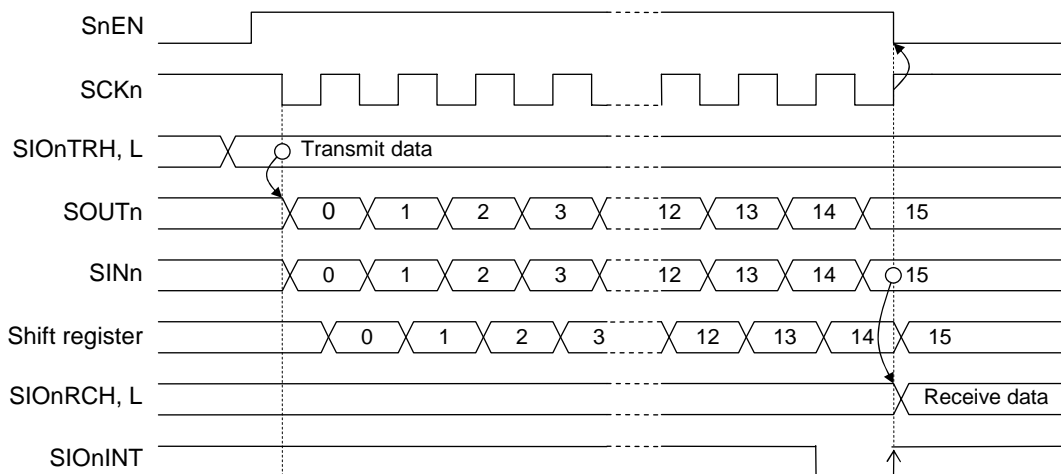 SnEN
SCKn
SIOnTRH, L Transmit data
SOUTn 0 1 2 3 12 13 14 15
SINn 0 1 2 3 12 13 14 15
Shift register 0 1 2 3 12 13 14 15
SIOnRCH, L Receive data
SIOnINT